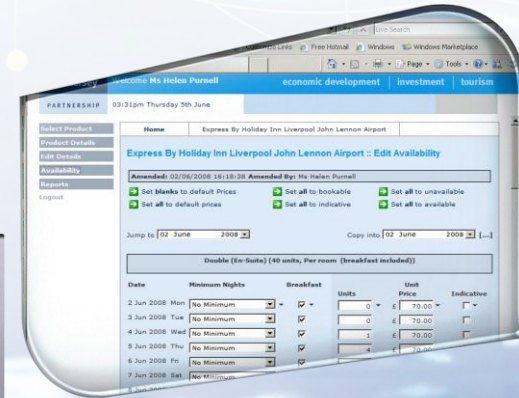 Live Search
Links Free Hotmail Windows Windows Marketplace
Page Tools
Welcome Ms Helen Purnell economic development investment tourism
PARTNERSHIP 03:31pm Thursday 5th June
Select Product Home Express By Holiday Inn Liverpool John Lennon Airport
Product Details
Edit Details Express By Holiday Inn Liverpool John Lennon Airport :: Edit Availability
Availability
Reports Amended: 02/06/2008 16:18:38 Amended By: Ms Helen Purnell
Logout Set blanks to default Prices Set all to bookable Set all to unavailable
Set all to default prices Set all to indicative Set all to available
Jump to 02 June 2008 Copy into 02 June 2008 [...]
Double (En-Suite) (40 units, Per room (breakfast included))
Date Minimum Nights Breakfast Units Unit Price Indicative
2 Jun 2008 Mon No Minimum 0 £ 70.00
3 Jun 2008 Tue No Minimum 0 £ 70.00
4 Jun 2008 Wed No Minimum 1 £ 70.00
5 Jun 2008 Thu No Minimum 4 £ 70.00
6 Jun 2008 Fri No Minimum £ 70.00
7 Jun 2008 Sat No Minimum